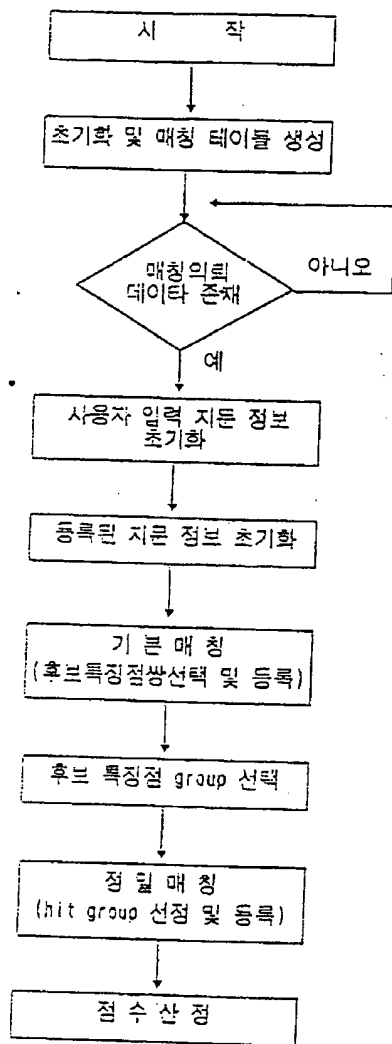 시 작
초기화 및 매칭 테이블 생성
매칭의뢰
데이타 존재
아니오
예
사용자 입력 지문 정보
초기화
등록된 지문 정보 초기화
기본매칭
(후보특징점쌍선택 및 등록)
후보 특징점 group 선택
정밀매칭
(hit group 선정 및 등록)
점수산정